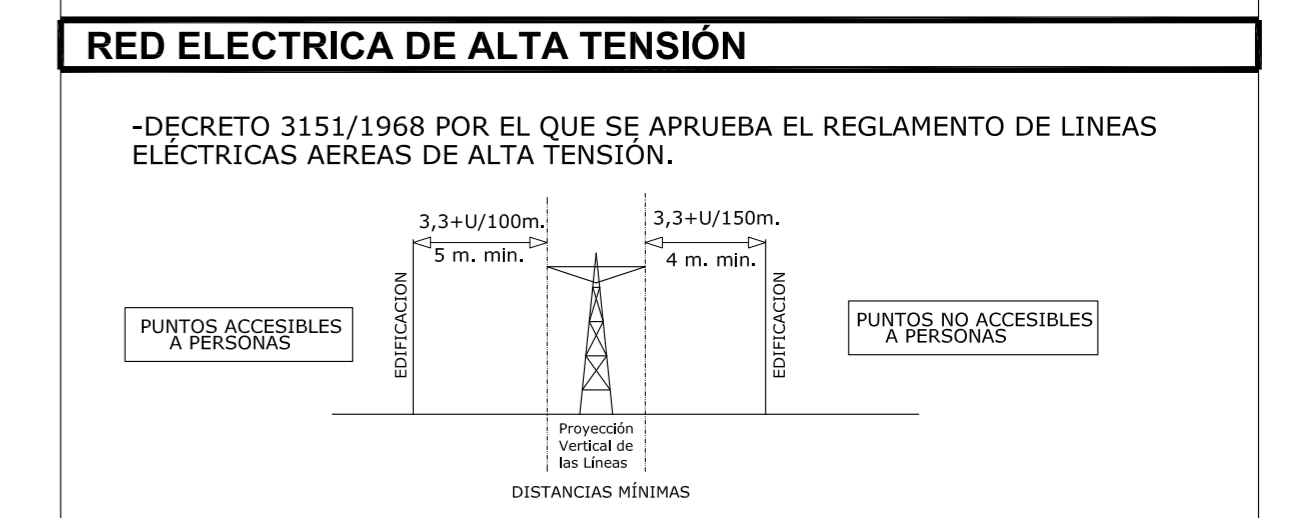 RED ELECTRICA DE ALTA TENSIÓN
-DECRETO 3151/1968 POR EL QUE SE APRUEBA EL REGLAMENTO DE LINEAS
ELÉCTRICAS AEREAS DE ALTA TENSIÓN.
3,3+U/100m.
5 m. min.
3,3+U/150m.
4 m. min.
PUNTOS ACCESIBLES
A PERSONAS
EDIFICACION
EDIFICACION
PUNTOS NO ACCESIBLES
A PERSONAS
Proyección
Vertical de
las Líneas
DISTANCIAS MÍNIMAS